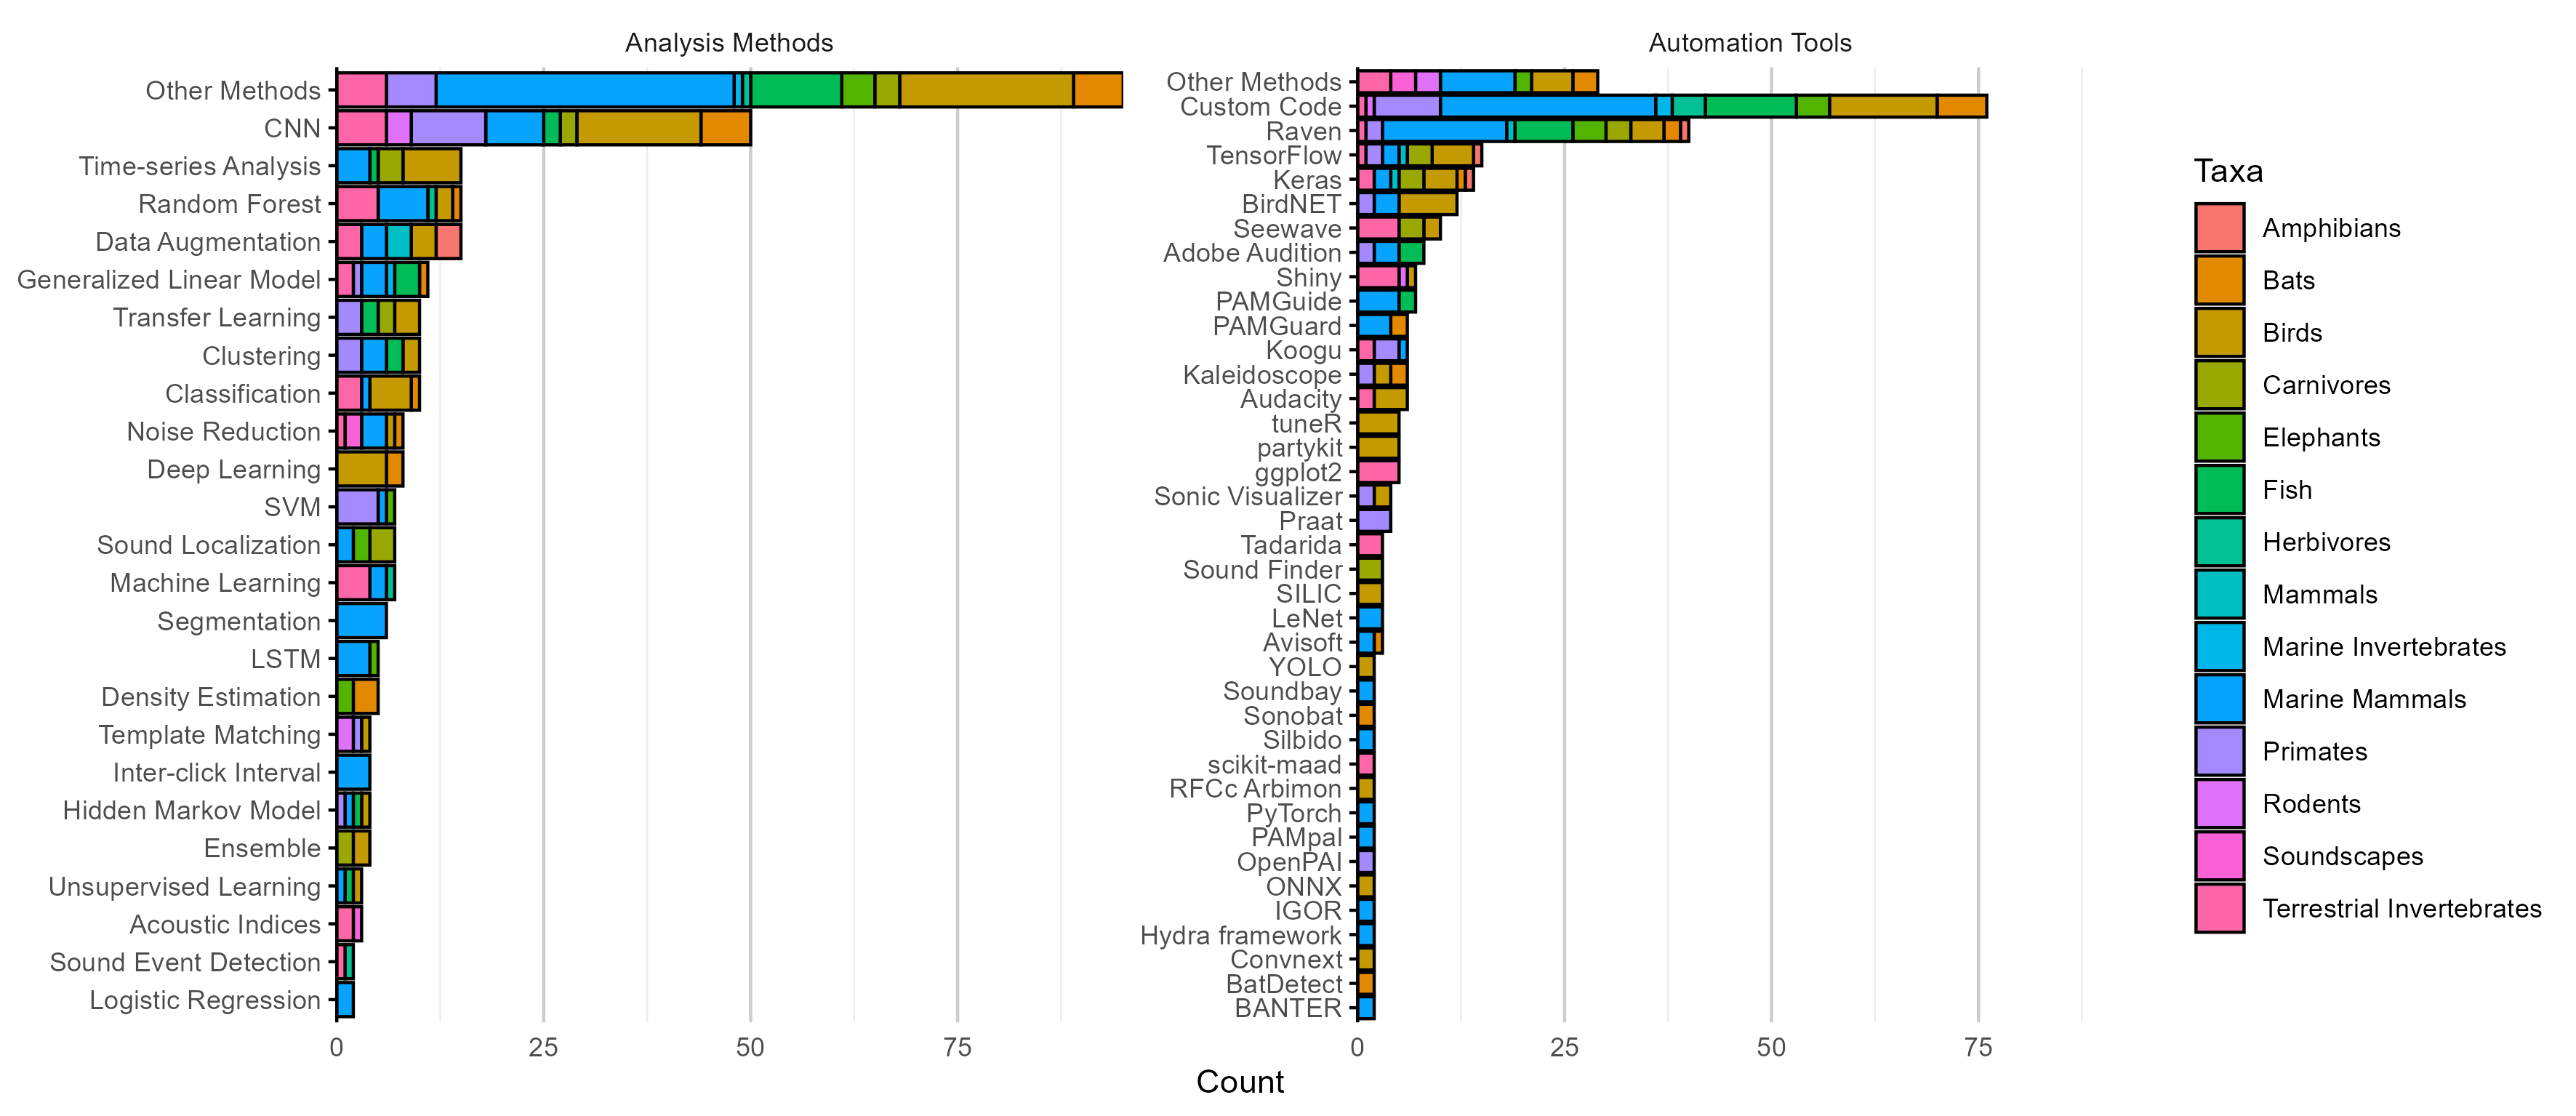 Analysis Methods
Other Methods
CNN
Time-series Analysis
Random Forest
Data Augmentation
Generalized Linear Model
Transfer Learning
Clustering
Classification
Noise Reduction
Deep Learning
SVM
Sound Localization
Machine Learning
Segmentation
LSTM
Density Estimation
Template Matching
Inter-click Interval
Hidden Markov Model
Ensemble
Unsupervised Learning
Acoustic Indices
Sound Event Detection
Logistic Regression
0 25 50 75
Automation Tools
Other Methods
Custom Code
Raven
TensorFlow
Keras
BirdNET
Seewave
Adobe Audition
Shiny
PAMGuide
PAMGuard
Koogu
Kaleidoscope
Audacity
tuneR
partykit
ggplot2
Sonic Visualizer
Praat
Tadarida
Sound Finder
SILIC
LeNet
Avisoft
YOLO
Soundbay
Sonobat
Silbido
scikit-maad
RFCc Arbimon
PyTorch
PAMpal
OpenPAI
ONNX
IGOR
Hydra framework
Convnext
BatDetect
BANTER
0 25 50 75
Count
Taxa
Amphibians
Bats
Birds
Carnivores
Elephants
Fish
Herbivores
Mammals
Marine Invertebrates
Marine Mammals
Primates
Rodents
Soundscapes
Terrestrial Invertebrates